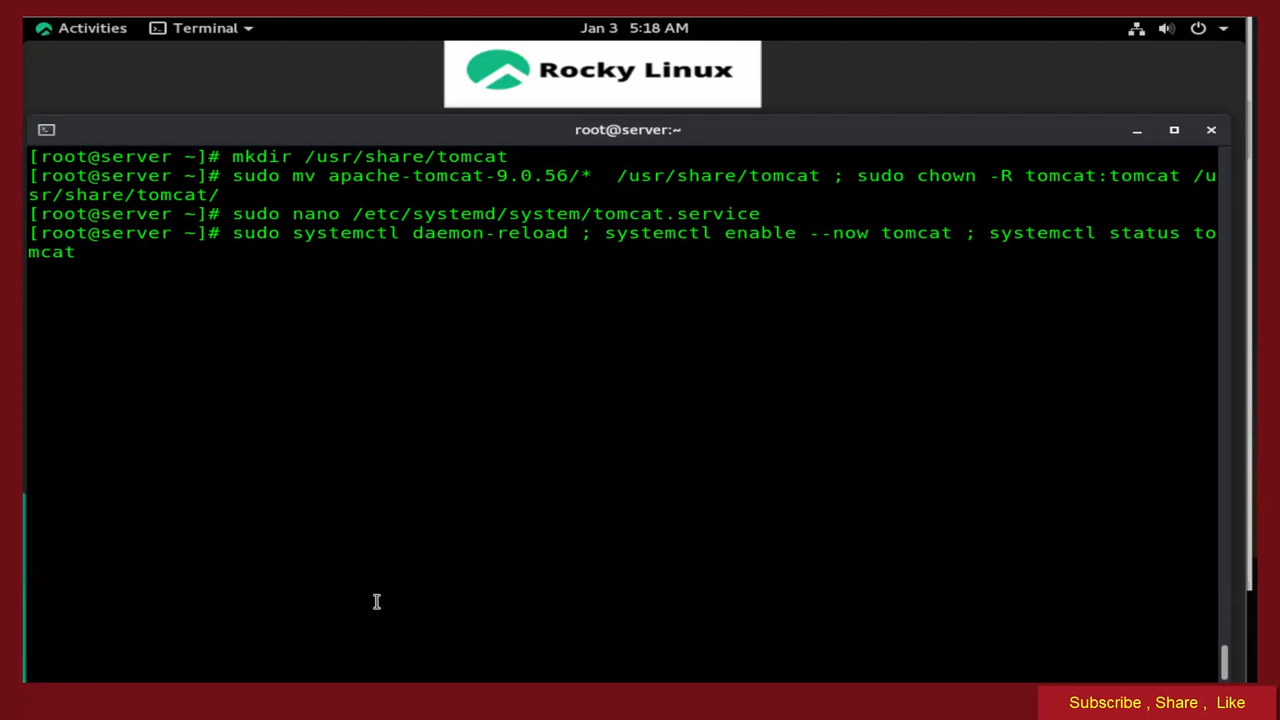 Activities Terminal Jan 3 5:18 AM
Rocky Linux
root@server:~
[root@server ~]# mkdir /usr/share/tomcat
[root@server ~]# sudo mv apache-tomcat-9.0.56/*  /usr/share/tomcat ; sudo chown -R tomcat:tomcat /u
sr/share/tomcat/
[root@server ~]# sudo nano /etc/systemd/system/tomcat.service
[root@server ~]# sudo systemctl daemon-reload ; systemctl enable --now tomcat ; systemctl status to
mcat
Subscribe , Share ,  Like